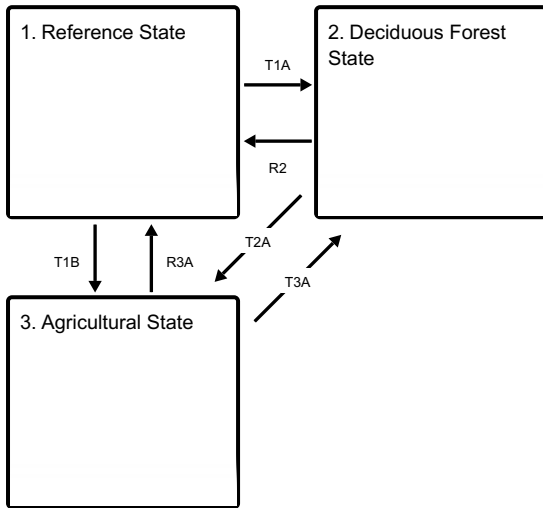 1. Reference State
2. Deciduous Forest
State
T1A
R2
T1B
R3A
T2A
T3A
3. Agricultural State